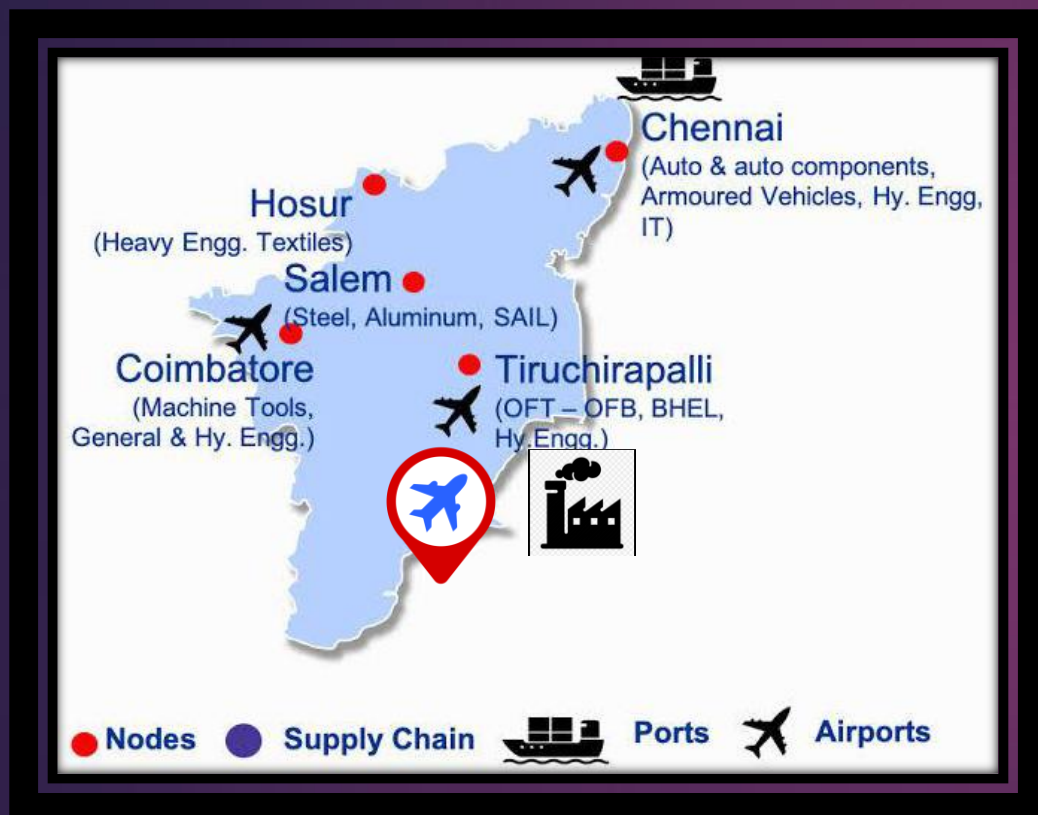 Chennai
(Auto & auto components,
Armoured Vehicles, Hy. Engg,
IT)
Hosur
(Heavy Engg. Textiles)
Salem
(Steel, Aluminum, SAIL)
Coimbatore
(Machine Tools,
General & Hy. Engg.)
Tiruchirapalli
(OFT – OFB, BHEL,
Hy.Engg.)
Nodes
Supply Chain
Ports
Airports